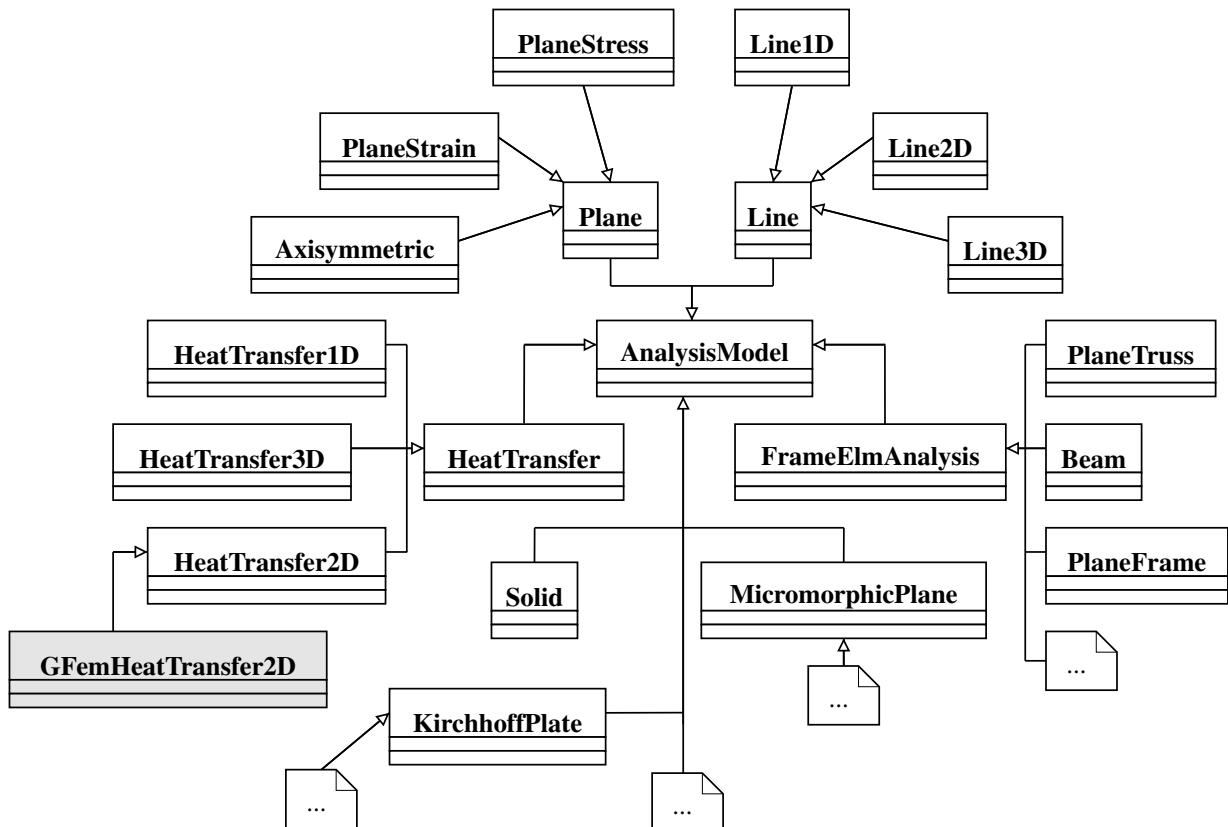 PlaneStress
Line1D
PlaneStrain
Line2D
Plane
Line
Axisymmetric
Line3D
HeatTransfer1D
AnalysisModel
PlaneTruss
HeatTransfer3D
HeatTransfer
FrameElmAnalysis
Beam
HeatTransfer2D
PlaneFrame
Solid
MicromorphicPlane
GFemHeatTransfer2D
...
...
KirchhoffPlate
...
...